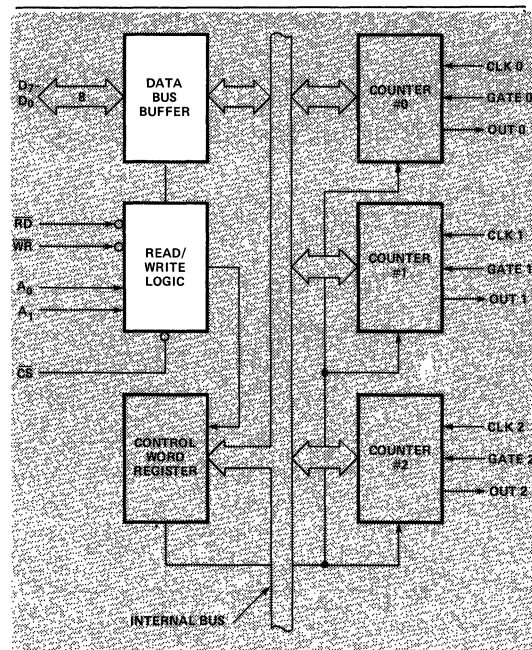 D7-
D0
8
DATA
BUS
BUFFER
RD
WR
A0
A1
CS
READ/
WRITE
LOGIC
CONTROL
WORD
REGISTER
INTERNAL BUS
COUNTER
#0
CLK 0
GATE 0
OUT 0
COUNTER
#1
CLK 1
GATE 1
OUT 1
COUNTER
#2
CLK 2
GATE 2
OUT 2